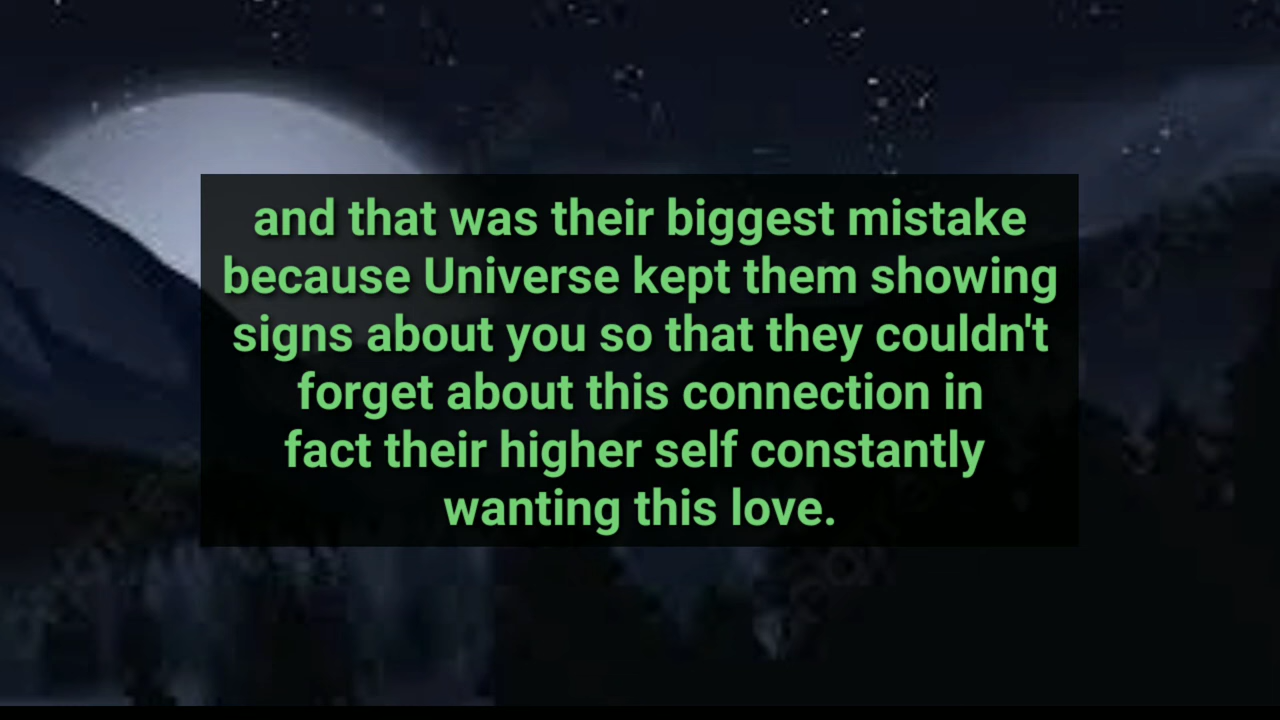 and that was their biggest mistake
because Universe kept them showing
signs about you so that they couldn't
forget about this connection in
fact their higher self constantly
wanting this love.